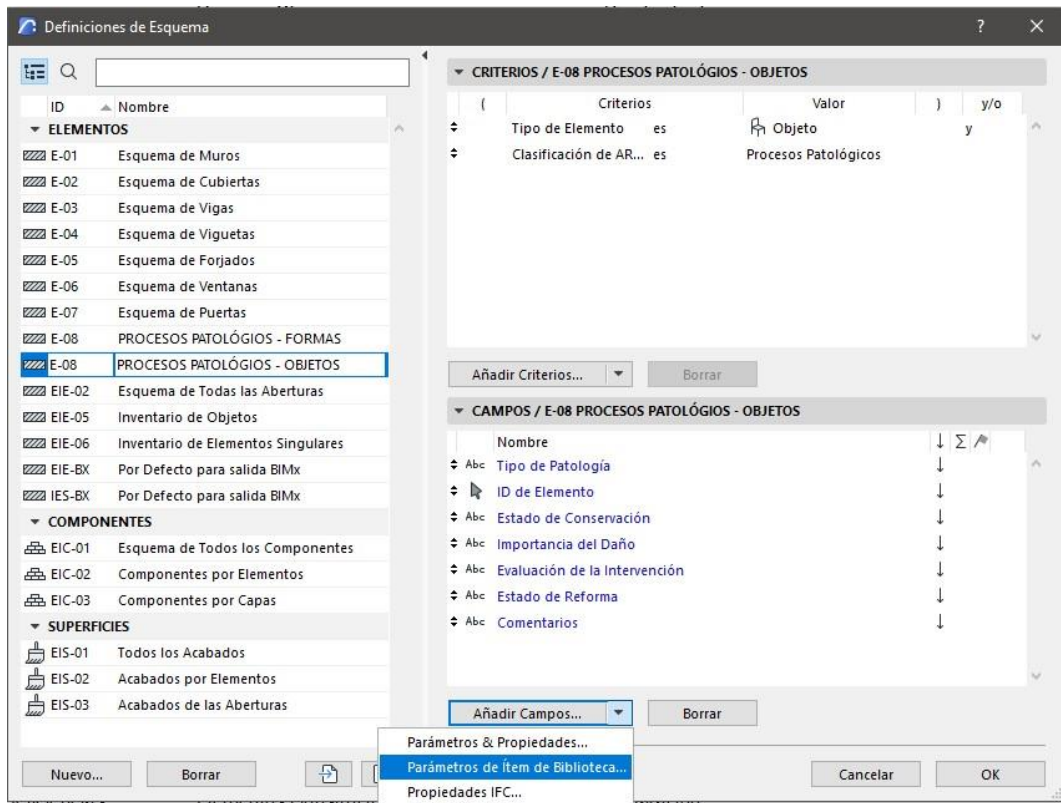 Definiciones de Esquema ?
ID Nombre
ELEMENTOS
E-01 Esquema de Muros
E-02 Esquema de Cubiertas
E-03 Esquema de Vigas
E-04 Esquema de Viguetas
E-05 Esquema de Forjados
E-06 Esquema de Ventanas
E-07 Esquema de Puertas
E-08 PROCESOS PATOLÓGIOS - FORMAS
E-08 PROCESOS PATOLÓGIOS - OBJETOS
EIE-02 Esquema de Todas las Aberturas
EIE-05 Inventario de Objetos
EIE-06 Inventario de Elementos Singulares
EIE-BX Por Defecto para salida BIMx
IES-BX Por Defecto para salida BIMx
COMPONENTES
EIC-01 Esquema de Todos los Componentes
EIC-02 Componentes por Elementos
EIC-03 Componentes por Capas
SUPERFICIES
EIS-01 Todos los Acabados
EIS-02 Acabados por Elementos
EIS-03 Acabados de las Aberturas
Nuevo... Borrar
CRITERIOS / E-08 PROCESOS PATOLÓGIOS - OBJETOS
( Criterios Valor ) y/o
Tipo de Elemento es Objeto y
Clasificación de AR... es Procesos Patológicos
Añadir Criterios... Borrar
CAMPOS / E-08 PROCESOS PATOLÓGIOS - OBJETOS
Nombre ↓ Σ
Abc Tipo de Patología ↓
ID de Elemento ↓
Abc Estado de Conservación ↓
Abc Importancia del Daño ↓
Abc Evaluación de la Intervención ↓
Abc Estado de Reforma ↓
Abc Comentarios ↓
Añadir Campos... Borrar
Parámetros & Propiedades...
Parámetros de Ítem de Biblioteca...
Propiedades IFC...
Cancelar OK